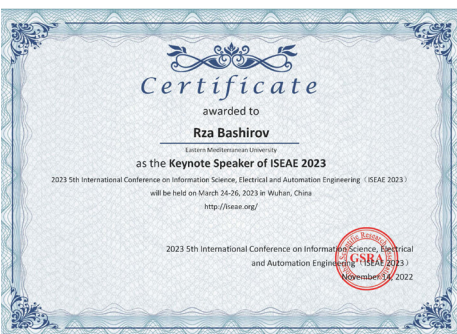 Certificate
awarded to
Rza Bashirov
Eastern Mediterranean University
as the Keynote Speaker of ISEAE 2023
2023 5th International Conference on Information Science, Electrical and Automation Engineering（ISEAE 2023）
will be held on March 24-26, 2023 in Wuhan, China
http://iseae.org/
2023 5th International Conference on Information Science, Electrical
and Automation Engineering（ISEAE 2023）
GSRA
November 14, 2022